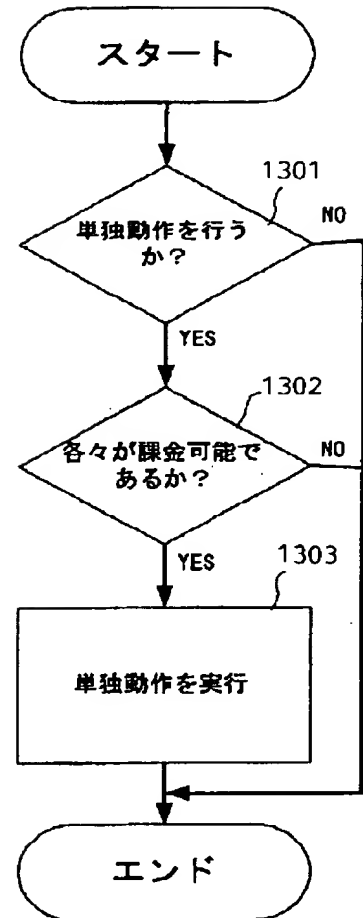 スタート
1301
単独動作を行う
か？
NO
YES
1302
各々が課金可能で
あるか？
NO
YES
1303
単独動作を実行
エンド